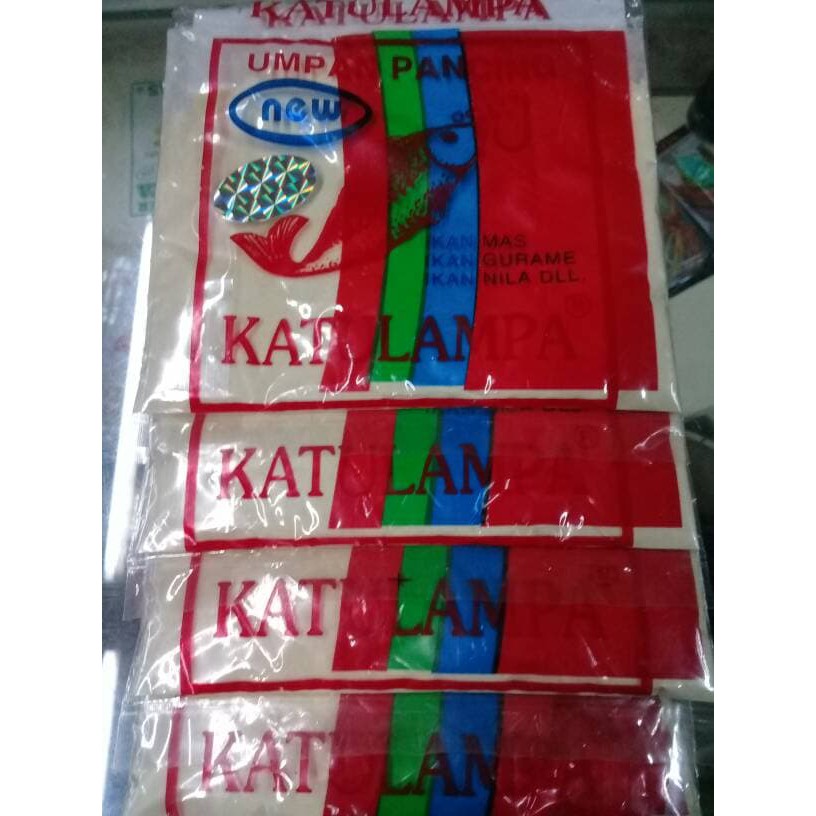 KATULAMPA
UMPAN PANCING
new
IKAN MAS
IKAN GURAME
IKAN NILA DLL.
KATULAMPA®
KATULAMPA®
KATULAMPA®
KATULAMPA